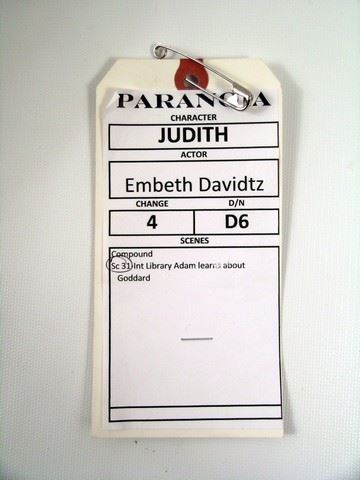 PARANOIA
CHARACTER
JUDITH
ACTOR
Embeth Davidtz
CHANGE D/N
4 D6
SCENES
Compound
Sc 31-Int Library Adam learns about
Goddard